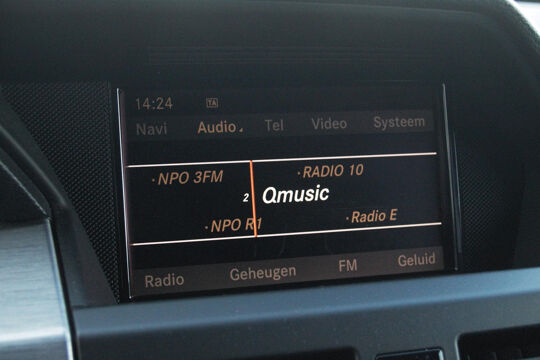 14:24 TA
Navi Audio Tel Video Systeem
·NPO 3FM ·RADIO 10
2 Qmusic
·NPO R1 ·Radio E
Radio Geheugen FM Geluid